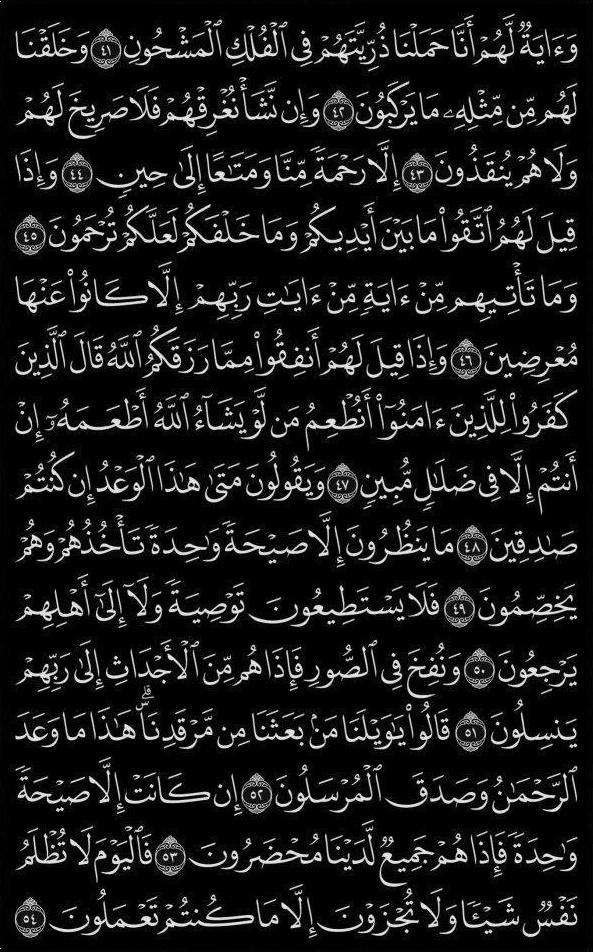 وَءَايَةٌ لَّهُمْ أَنَّا حَمَلْنَا ذُرِّيَّتَهُمْ فِي ٱلْفُلْكِ ٱلْمَشْحُونِ ٤١ وَخَلَقْنَا
لَهُم مِّن مِّثْلِهِۦ مَا يَرْكَبُونَ ٤٢ وَإِن نَّشَأْ نُغْرِقْهُمْ فَلَا صَرِيخَ لَهُمْ
وَلَا هُمْ يُنقَذُونَ ٤٣ إِلَّا رَحْمَةً مِّنَّا وَمَتَٰعًا إِلَىٰ حِينٍ ٤٤ وَإِذَا
قِيلَ لَهُمُ ٱتَّقُوا۟ مَا بَيْنَ أَيْدِيكُمْ وَمَا خَلْفَكُمْ لَعَلَّكُمْ تُرْحَمُونَ ٤٥
وَمَا تَأْتِيهِم مِّنْ ءَايَةٍ مِّنْ ءَايَٰتِ رَبِّهِمْ إِلَّا كَانُوا۟ عَنْهَا
مُعْرِضِينَ ٤٦ وَإِذَا قِيلَ لَهُمْ أَنفِقُوا۟ مِمَّا رَزَقَكُمُ ٱللَّهُ قَالَ ٱلَّذِينَ
كَفَرُوا۟ لِلَّذِينَ ءَامَنُوٓا۟ أَنُطْعِمُ مَن لَّوْ يَشَآءُ ٱللَّهُ أَطْعَمَهُۥٓ إِنْ
أَنتُمْ إِلَّا فِي ضَلَٰلٍ مُّبِينٍ ٤٧ وَيَقُولُونَ مَتَىٰ هَٰذَا ٱلْوَعْدُ إِن كُنتُمْ
صَٰدِقِينَ ٤٨ مَا يَنظُرُونَ إِلَّا صَيْحَةً وَٰحِدَةً تَأْخُذُهُمْ وَهُمْ
يَخِصِّمُونَ ٤٩ فَلَا يَسْتَطِيعُونَ تَوْصِيَةً وَلَآ إِلَىٰٓ أَهْلِهِمْ
يَرْجِعُونَ ٥٠ وَنُفِخَ فِي ٱلصُّورِ فَإِذَا هُم مِّنَ ٱلْأَجْدَاثِ إِلَىٰ رَبِّهِمْ
يَنسِلُونَ ٥١ قَالُوا۟ يَٰوَيْلَنَا مَنۢ بَعَثَنَا مِن مَّرْقَدِنَا ۜ ۗ هَٰذَا مَا وَعَدَ
ٱلرَّحْمَٰنُ وَصَدَقَ ٱلْمُرْسَلُونَ ٥٢ إِن كَانَتْ إِلَّا صَيْحَةً
وَٰحِدَةً فَإِذَا هُمْ جَمِيعٌ لَّدَيْنَا مُحْضَرُونَ ٥٣ فَٱلْيَوْمَ لَا تُظْلَمُ
نَفْسٌ شَيْـًٔا وَلَا تُجْزَوْنَ إِلَّا مَا كُنتُمْ تَعْمَلُونَ ٥٤